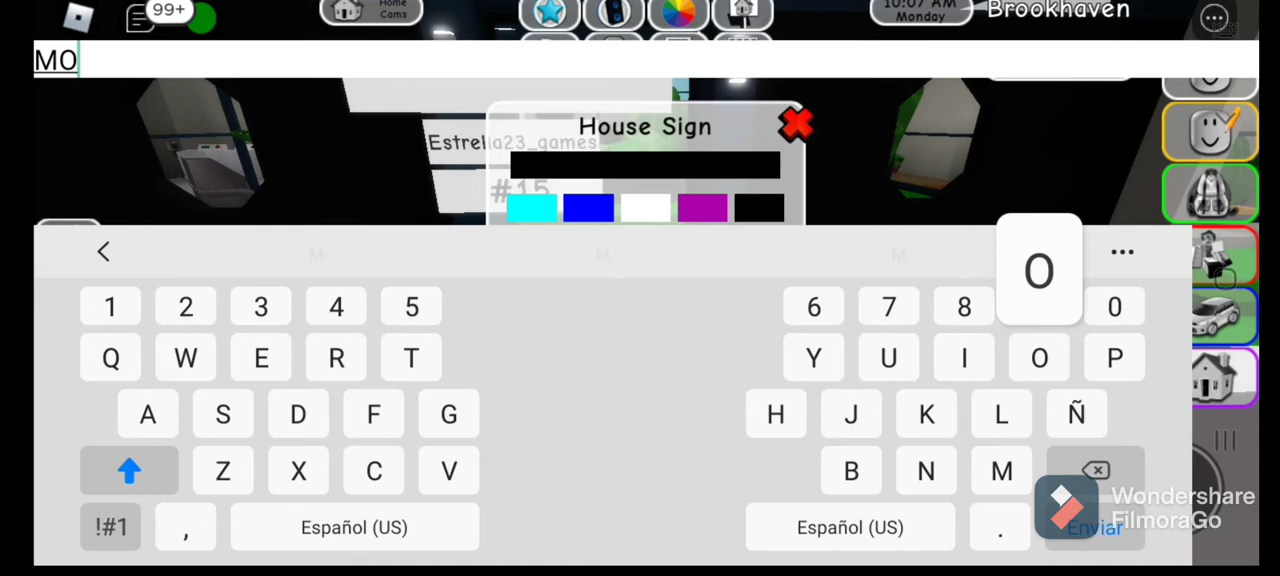 99+
Home
Cams
10:07 AM
Monday
Brookhaven
MO
House Sign
Estrella23_games
#15
M M M
O
1 2 3 4 5 6 7 8 0
Q W E R T Y U I O P
A S D F G H J K L Ñ
Z X C V B N M
!#1 , Español (US) Español (US) . Enviar
Wondershare
FilmoraGo